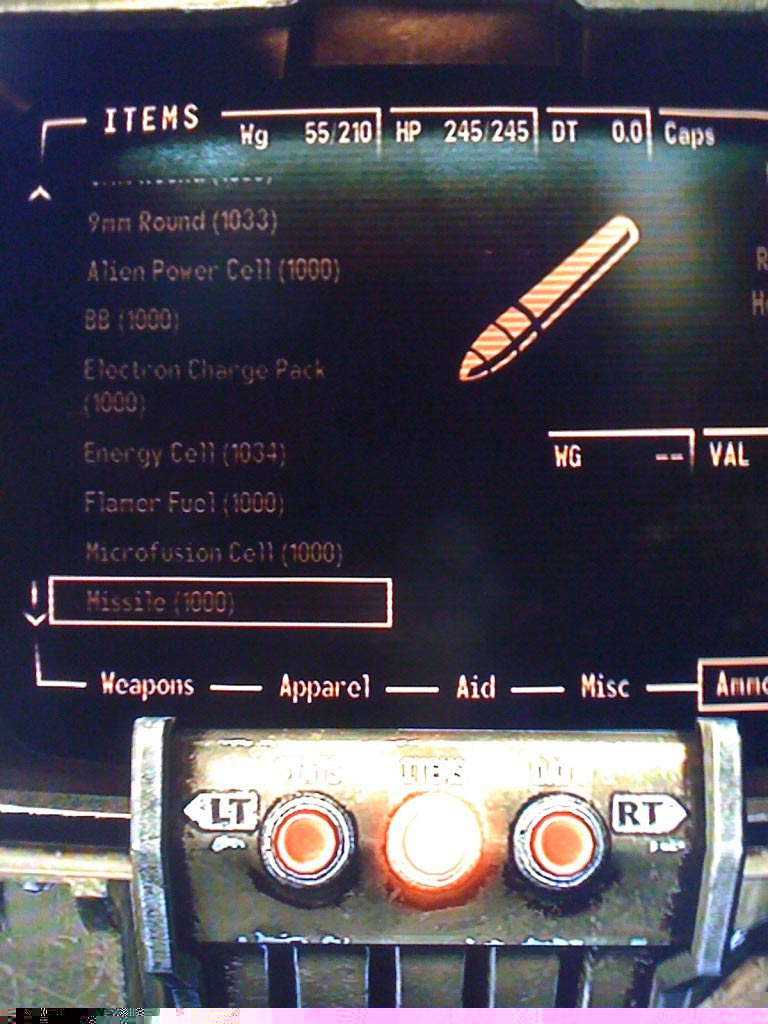 ITEMS
Wg 55/210 HP 245/245 DT 0.0 Caps
9mm Round (1033)
Alien Power Cell (1000)
BB (1000)
Electron Charge Pack
(1000)
Energy Cell (1034)
Flamer Fuel (1000)
Microfusion Cell (1000)
Missile (1000)
WG -- VAL
Weapons Apparel Aid Misc Ammo
ITEMS
LT RT